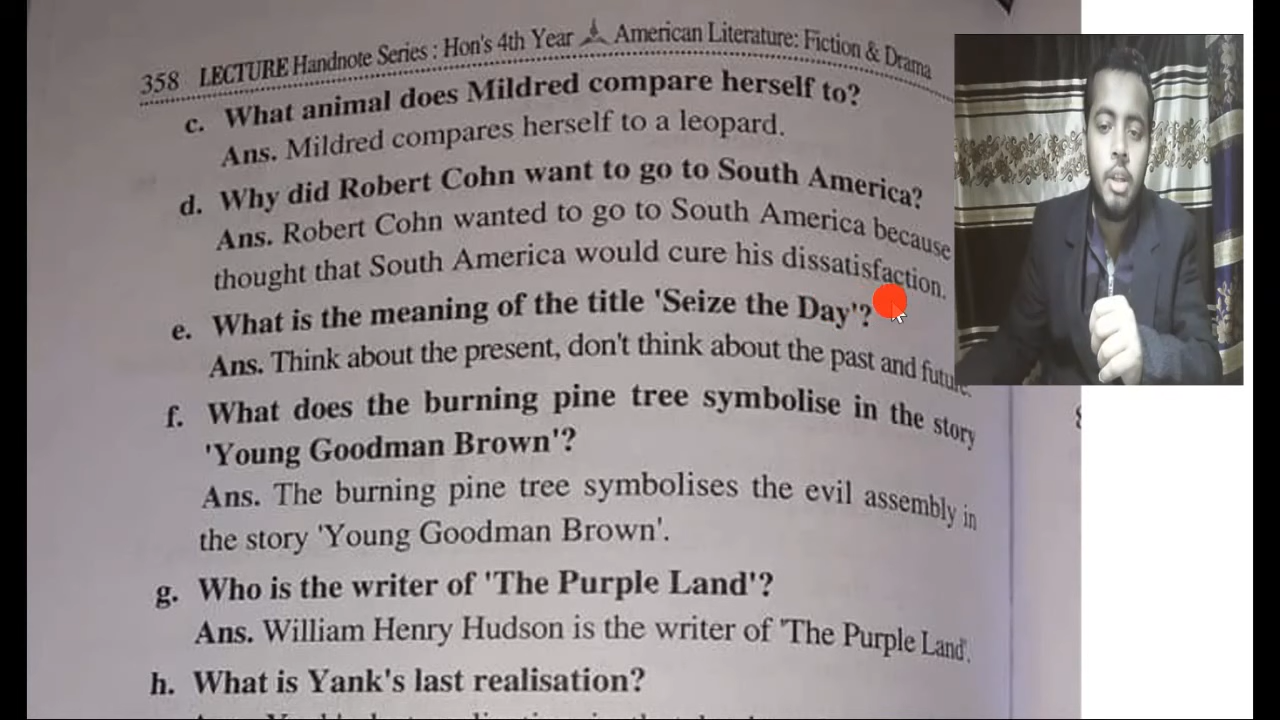 358 LECTURE Handnote Series : Hon's 4th Year American Literature: Fiction & Drama
c. What animal does Mildred compare herself to?
Ans. Mildred compares herself to a leopard.
d. Why did Robert Cohn want to go to South America?
Ans. Robert Cohn wanted to go to South America because
thought that South America would cure his dissatisfaction.
e. What is the meaning of the title 'Seize the Day'?
Ans. Think about the present, don't think about the past and future.
f. What does the burning pine tree symbolise in the story
'Young Goodman Brown'?
Ans. The burning pine tree symbolises the evil assembly in
the story 'Young Goodman Brown'.
g. Who is the writer of 'The Purple Land'?
Ans. William Henry Hudson is the writer of 'The Purple Land'.
h. What is Yank's last realisation?